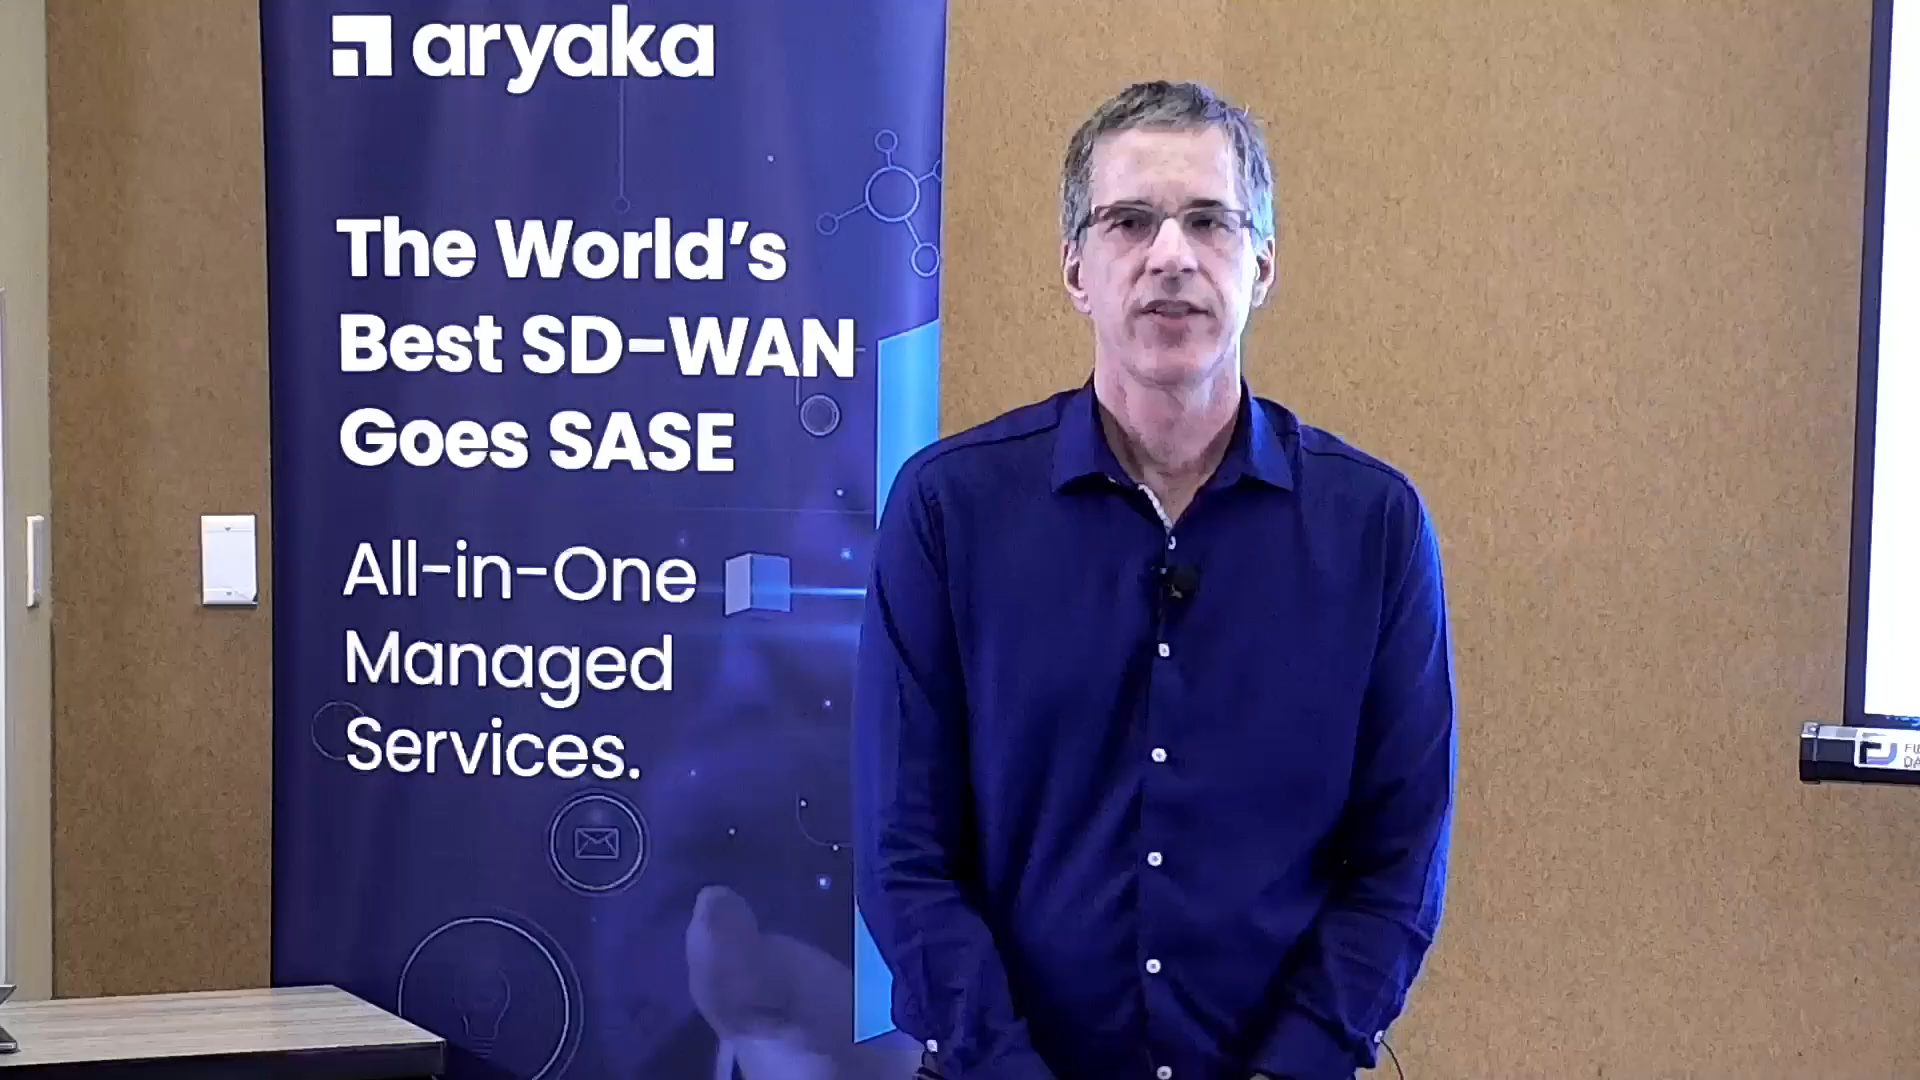 aryaka
The World's
Best SD-WAN
Goes SASE
All-in-One
Managed
Services.